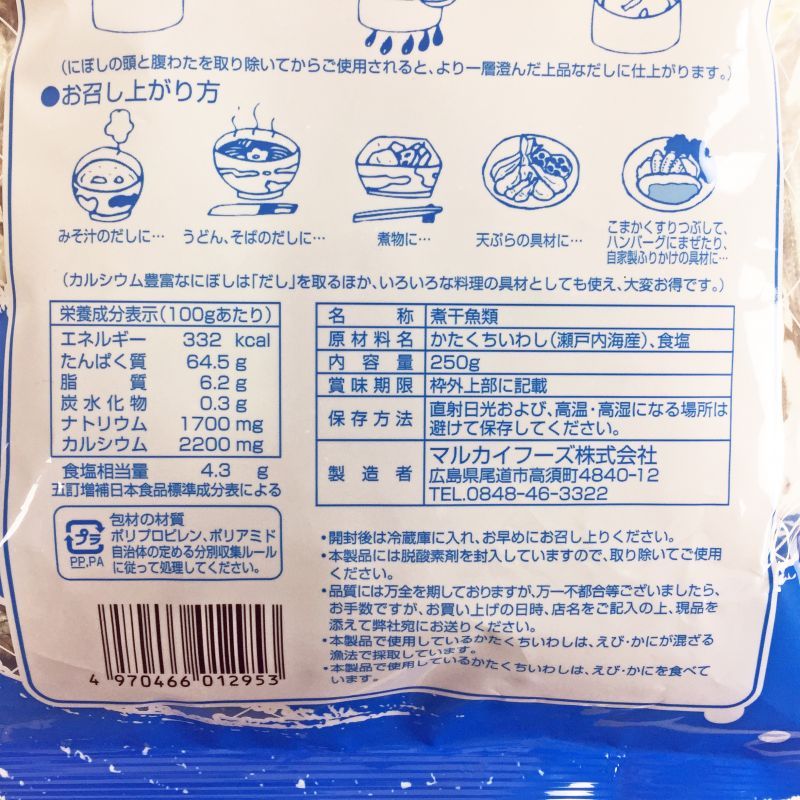 (にぼしの頭と腹わたを取り除いてからご使用されると、より一層澄んだ上品なだしに仕上がります。)
●お召し上がり方
みそ汁のだしに… うどん、そばのだしに… 煮物に… 天ぷらの具材に…
こまかくすりつぶして、
ハンバーグにまぜたり、
自家製ふりかけの具材に…
(カルシウム豊富なにぼしは「だし」を取るほか、いろいろな料理の具材としても使え、大変お得です。)
栄養成分表示(100gあたり)
エネルギー 332 kcal
たんぱく質 64.5 g
脂質 6.2 g
炭水化物 0.3 g
ナトリウム 1700 mg
カルシウム 2200 mg
食塩相当量 4.3 g
五訂増補日本食品標準成分表による
名称 煮干魚類
原材料名 かたくちいわし(瀬戸内海産)、食塩
内容量 250g
賞味期限 枠外上部に記載
保存方法 直射日光および、高温・高湿になる場所は
避けて保存してください。
製造者 マルカイフーズ株式会社
広島県尾道市高須町4840-12
TEL.0848-46-3322
プラ
PP,PA
包材の材質
ポリプロピレン、ポリアミド
自治体の定める分別収集ルール
に従って処理してください。
•開封後は冷蔵庫に入れ、お早めにお召し上りください。
•本製品には脱酸素剤を封入していますので、取り除いてご使用
ください。
•品質には万全を期しておりますが、万一不都合等ございましたら、
お手数ですが、お買い上げの日時、店名をご記入の上、現品を
添えて弊社宛にお送りください。
•本製品で使用しているかたくちいわしは、えび・かにが混ざる
漁法で採取しています。
•本製品で使用しているかたくちいわしは、えび・かにを食べて
います。
4 970466 012953